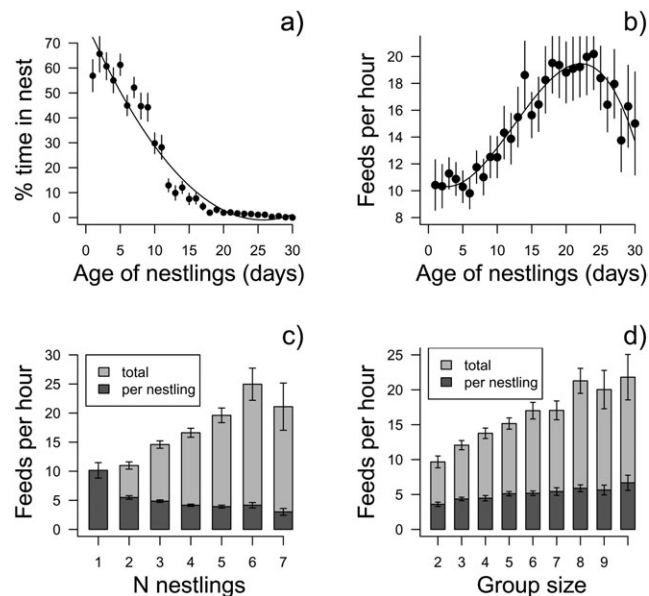 a)
% time in nest
70
60
50
40
30
20
10
0
0 5 10 15 20 25 30
Age of nestlings (days)
b)
Feeds per hour
20
18
16
14
12
10
8
0 5 10 15 20 25 30
Age of nestlings (days)
c)
Feeds per hour
30
25
20
15
10
5
0
total
per nestling
1 2 3 4 5 6 7
N nestlings
d)
Feeds per hour
25
20
15
10
5
0
total
per nestling
2 3 4 5 6 7 8 9
Group size